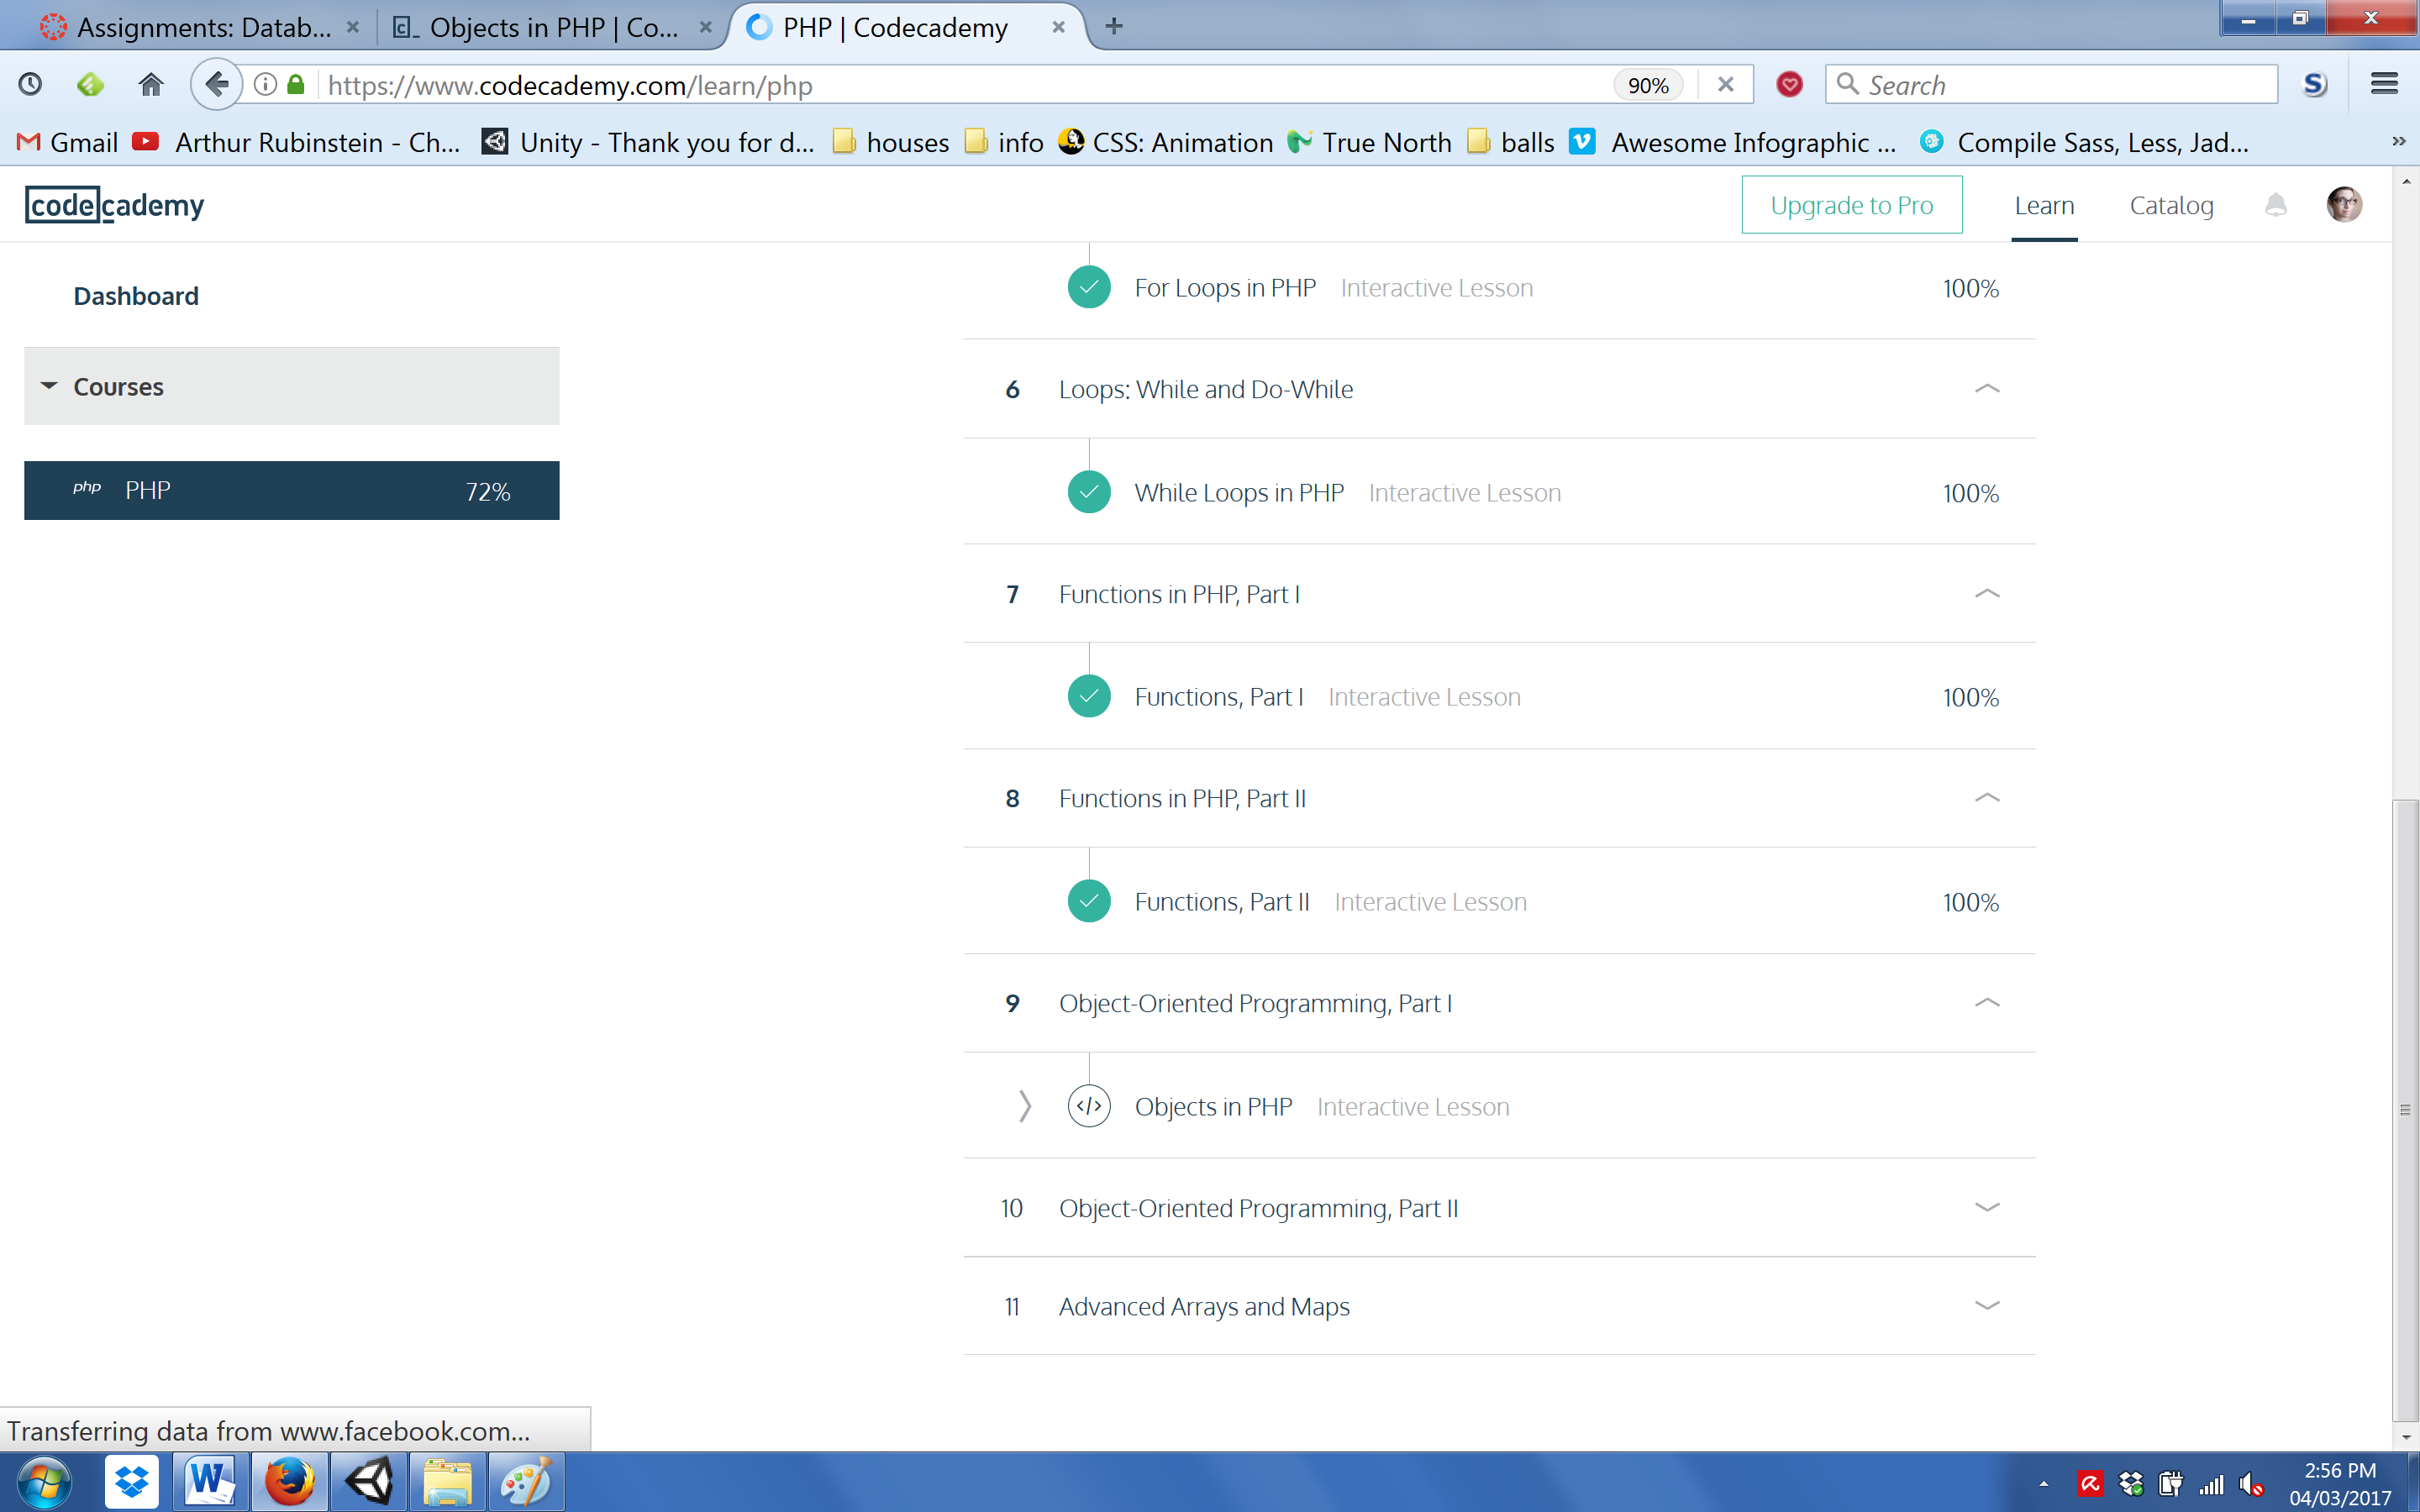 Assignments: Datab...
Objects in PHP | Co...
PHP | Codecademy
https://www.codecademy.com/learn/php
90%
Search
Gmail
Arthur Rubinstein - Ch...
Unity - Thank you for d...
houses
info
CSS: Animation
True North
balls
Awesome Infographic ...
Compile Sass, Less, Jad...
codecademy
Upgrade to Pro
Learn
Catalog
Dashboard
Courses
php PHP 72%
For Loops in PHP Interactive Lesson 100%
6 Loops: While and Do-While
While Loops in PHP Interactive Lesson 100%
7 Functions in PHP, Part I
Functions, Part I Interactive Lesson 100%
8 Functions in PHP, Part II
Functions, Part II Interactive Lesson 100%
9 Object-Oriented Programming, Part I
</> Objects in PHP Interactive Lesson
10 Object-Oriented Programming, Part II
11 Advanced Arrays and Maps
Transferring data from www.facebook.com...
2:56 PM
04/03/2017